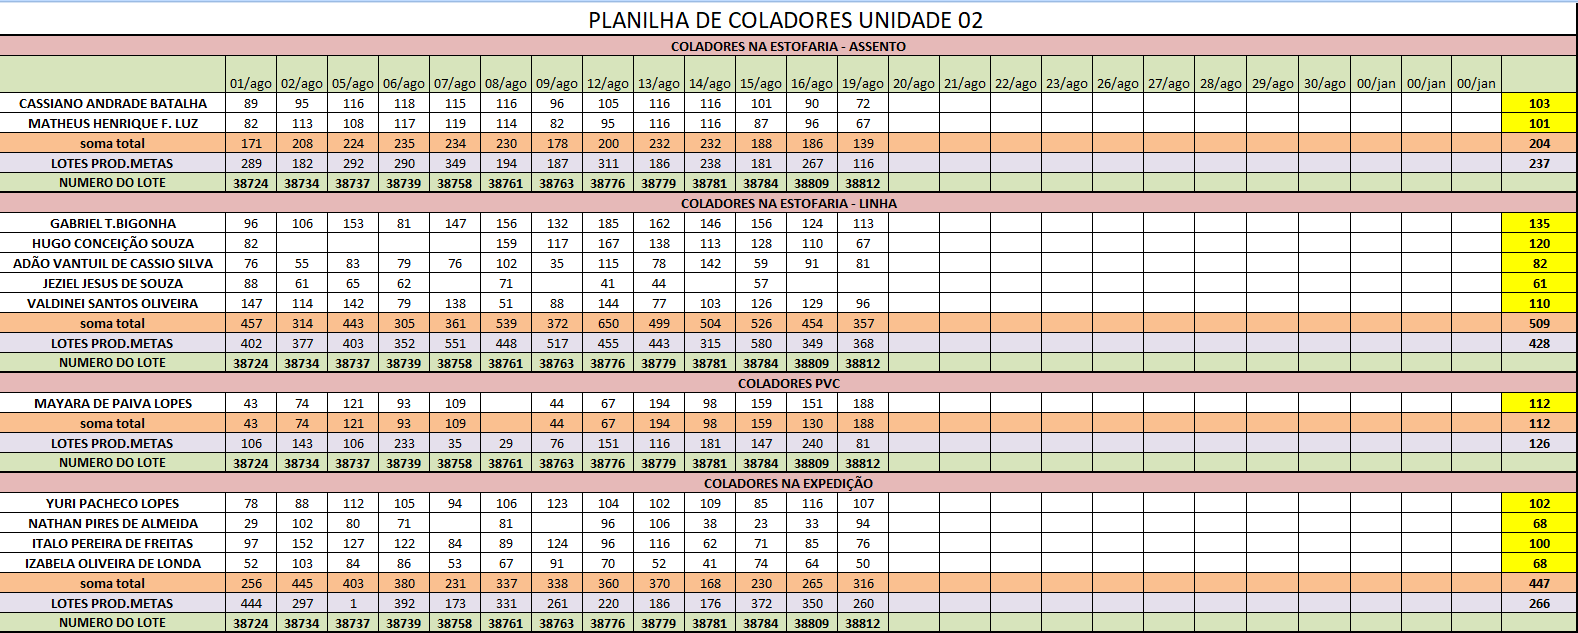 PLANILHA DE COLADORES UNIDADE 02
COLADORES NA ESTOFARIA - ASSENTO
01/ago 02/ago 05/ago 06/ago 07/ago 08/ago 09/ago 12/ago 13/ago 14/ago 15/ago 16/ago 19/ago 20/ago 21/ago 22/ago 23/ago 26/ago 27/ago 28/ago 29/ago 30/ago 00/jan 00/jan 00/jan
CASSIANO ANDRADE BATALHA 89 95 116 118 115 116 96 105 116 116 101 90 72 103
MATHEUS HENRIQUE F. LUZ 82 113 108 117 119 114 82 95 116 116 87 96 67 101
soma total 171 208 224 235 234 230 178 200 232 232 188 186 139 204
LOTES PROD.METAS 289 182 292 290 349 194 187 311 186 238 181 267 116 237
NUMERO DO LOTE 38724 38734 38737 38739 38758 38761 38763 38776 38779 38781 38784 38809 38812
COLADORES NA ESTOFARIA - LINHA
GABRIEL T.BIGONHA 96 106 153 81 147 156 132 185 162 146 156 124 113 135
HUGO CONCEIÇÃO SOUZA 82 159 117 167 138 113 128 110 67 120
ADÃO VANTUIL DE CASSIO SILVA 76 55 83 79 76 102 35 115 78 142 59 91 81 82
JEZIEL JESUS DE SOUZA 88 61 65 62 71 41 44 57 61
VALDINEI SANTOS OLIVEIRA 147 114 142 79 138 51 88 144 77 103 126 129 96 110
soma total 457 314 443 305 361 539 372 650 499 504 526 454 357 509
LOTES PROD.METAS 402 377 403 352 551 448 517 455 443 315 580 349 368 428
NUMERO DO LOTE 38724 38734 38737 38739 38758 38761 38763 38776 38779 38781 38784 38809 38812
COLADORES PVC
MAYARA DE PAIVA LOPES 43 74 121 93 109 44 67 194 98 159 151 188 112
soma total 43 74 121 93 109 44 67 194 98 159 130 188 112
LOTES PROD.METAS 106 143 106 233 35 29 76 151 116 181 147 240 81 126
NUMERO DO LOTE 38724 38734 38737 38739 38758 38761 38763 38776 38779 38781 38784 38809 38812
COLADORES NA EXPEDIÇÃO
YURI PACHECO LOPES 78 88 112 105 94 106 123 104 102 109 85 116 107 102
NATHAN PIRES DE ALMEIDA 29 102 80 71 81 96 106 38 23 33 94 68
ITALO PEREIRA DE FREITAS 97 152 127 122 84 89 124 96 116 62 71 85 76 100
IZABELA OLIVEIRA DE LONDA 52 103 84 86 53 67 91 70 52 41 74 64 50 68
soma total 256 445 403 380 231 337 338 360 370 168 230 265 316 447
LOTES PROD.METAS 444 297 1 392 173 331 261 220 186 176 372 350 260 266
NUMERO DO LOTE 38724 38734 38737 38739 38758 38761 38763 38776 38779 38781 38784 38809 38812